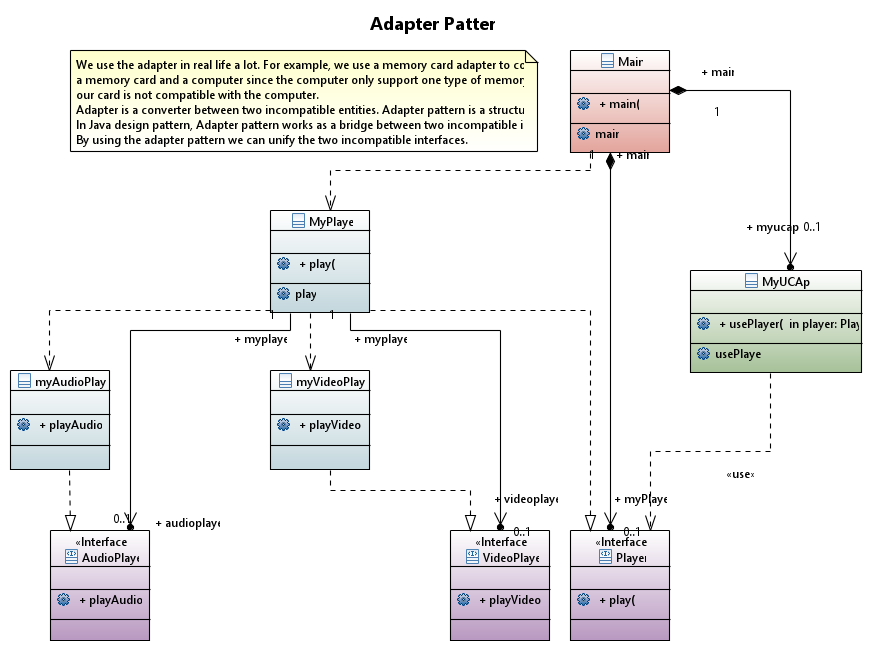 Adapter Patter
We use the adapter in real life a lot. For example, we use a memory card adapter to cc
a memory card and a computer since the computer only support one type of memor
our card is not compatible with the computer.
Adapter is a converter between two incompatible entities. Adapter pattern is a structu
In Java design pattern, Adapter pattern works as a bridge between two incompatible i
By using the adapter pattern we can unify the two incompatible interfaces.
Main
+ main(
main
+ main
1
+ main
1
MyPlaye
+ play(
play
+ myucap 0..1
MyUCAp
+ usePlayer( in player: Play
usePlaye
1
1
+ myplaye
+ myplaye
myAudioPlay
+ playAudio
myVideoPlay
+ playVideo
«use»
0..1
+ audioplaye
+ videoplaye
0..1
+ myPlaye
0..1
«Interface
AudioPlaye
+ playAudio
«Interface
VideoPlaye
+ playVideo
«Interface
Player
+ play(